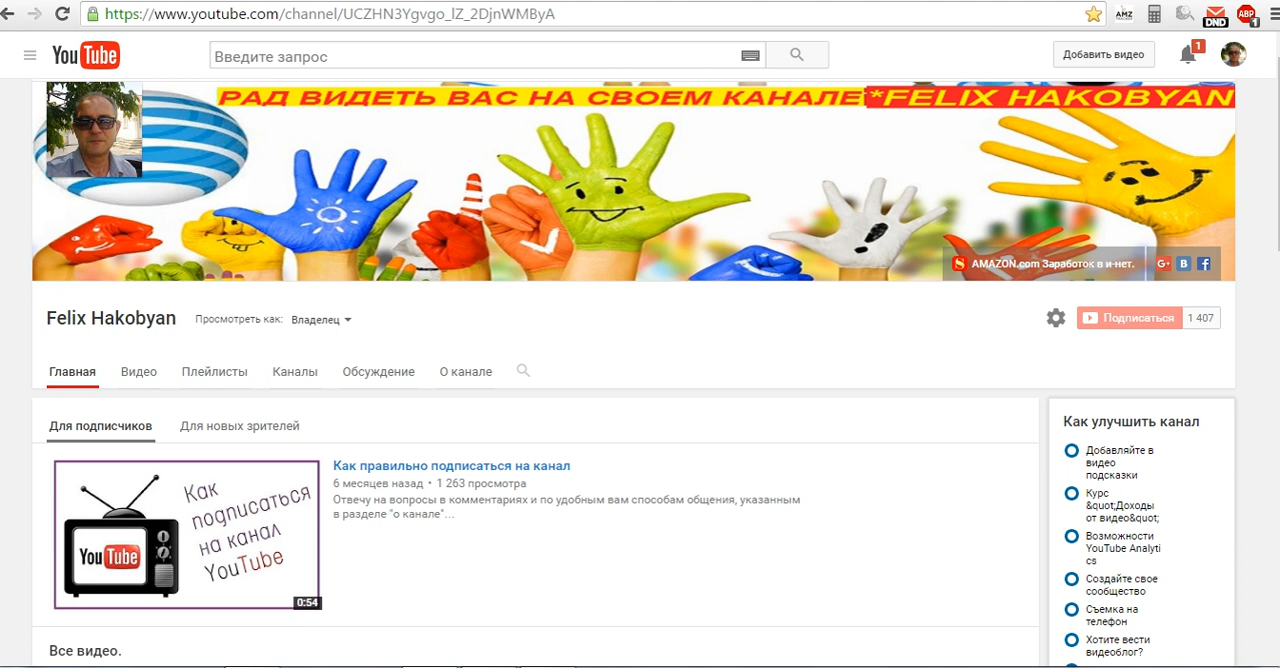 https://www.youtube.com/channel/UCZHN3Ygvgo_lZ_2DjnWMByA
AMZ
DND
ABP
1
YouTube
Введите запрос
Добавить видео
1
РАД ВИДЕТЬ ВАС НА СВОЕМ КАНАЛЕ *FELIX HAKOBYAN
AMAZON.com Заработок в и-нет.
G+
B
f
Felix Hakobyan
Просмотреть как: Владелец
Подписаться 1 407
Главная Видео Плейлисты Каналы Обсуждение О канале
Для подписчиков Для новых зрителей
Как
подписаться
на канал
YouTube
YouTube
0:54
Как правильно подписаться на канал
6 месяцев назад • 1 263 просмотра
Отвечу на вопросы в комментариях и по удобным вам способам общения, указанным
в разделе "о канале"...
Все видео.
Как улучшить канал
Добавляйте в
видео
подсказки
Курс
&quot;Доходы
от видео&quot;
Возможности
YouTube Analyti
cs
Создайте свое
сообщество
Съемка на
телефон
Хотите вести
видеоблог?